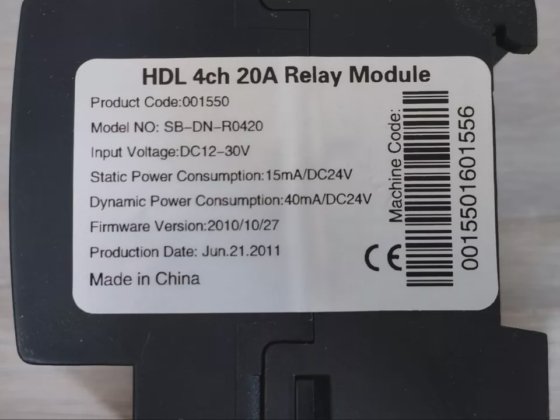 HDL 4ch 20A Relay Module
Product Code:001550
Model NO: SB-DN-R0420
Input Voltage:DC12-30V
Static Power Consumption:15mA/DC24V
Dynamic Power Consumption:40mA/DC24V
Firmware Version:2010/10/27
Production Date: Jun.21.2011
Made in China
CE
Machine Code:
0015501601556